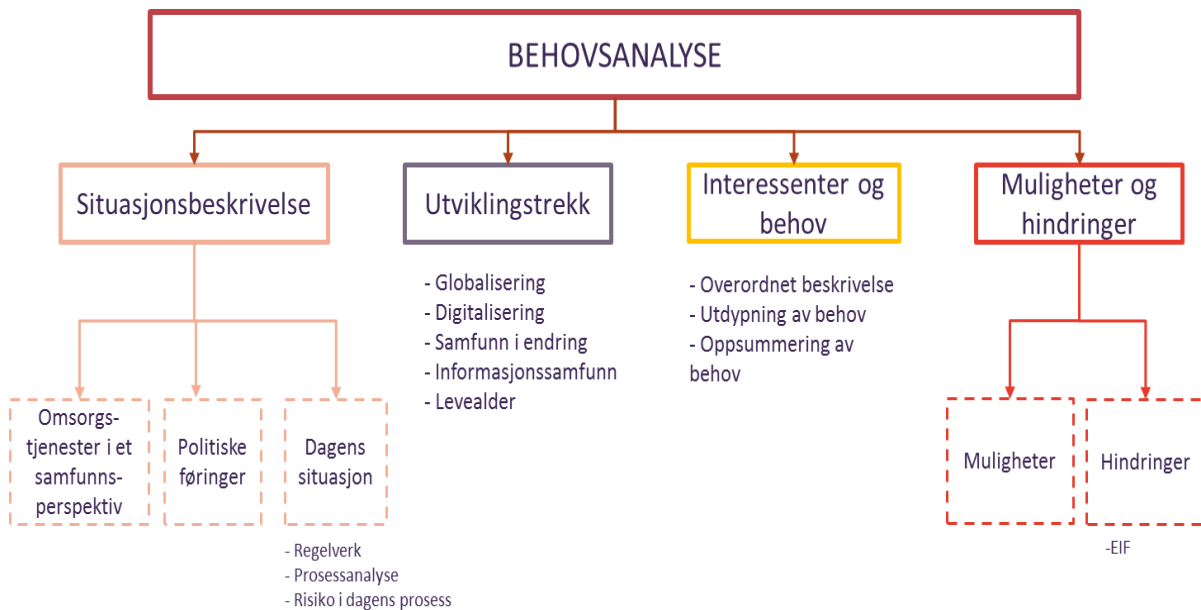 BEHOVSANALYSE
Situasjonsbeskrivelse
Utviklingstrekk
Interessenter og
behov
Muligheter og
hindringer
- Globalisering
- Digitalisering
- Samfunn i endring
- Informasjonssamfunn
- Levealder
- Overordnet beskrivelse
- Utdypning av behov
- Oppsummering av
behov
Omsorgs-
tjenester i et
samfunns-
perspektiv
Politiske
føringer
Dagens
situasjon
Muligheter
Hindringer
- Regelverk
- Prosessanalyse
- Risiko i dagens prosess
-EIF